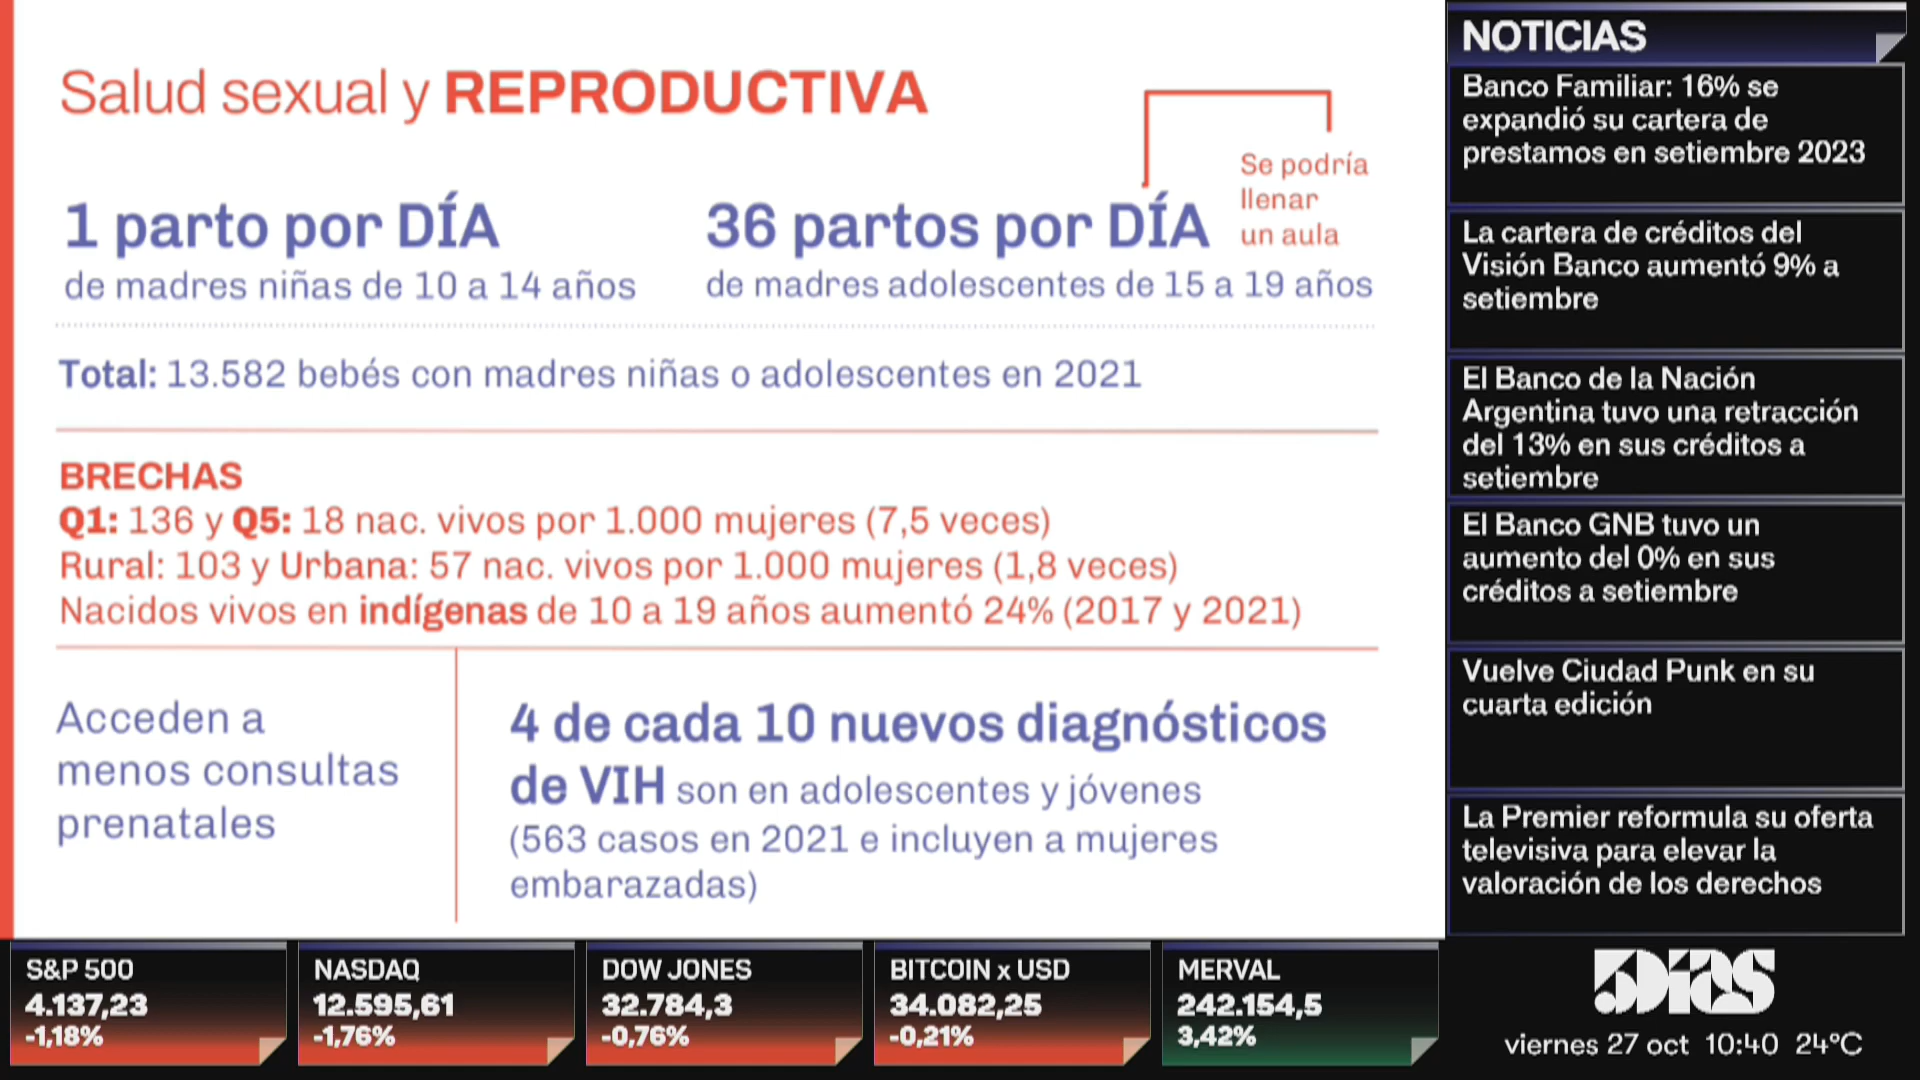 Salud sexual y REPRODUCTIVA
1 parto por DÍA
de madres niñas de 10 a 14 años
36 partos por DÍA
de madres adolescentes de 15 a 19 años
Se podría
llenar
un aula
Total: 13.582 bebés con madres niñas o adolescentes en 2021
BRECHAS
Q1: 136 y Q5: 18 nac. vivos por 1.000 mujeres (7,5 veces)
Rural: 103 y Urbana: 57 nac. vivos por 1.000 mujeres (1,8 veces)
Nacidos vivos en indígenas de 10 a 19 años aumentó 24% (2017 y 2021)
Acceden a
menos consultas
prenatales
4 de cada 10 nuevos diagnósticos
de VIH son en adolescentes y jóvenes
(563 casos en 2021 e incluyen a mujeres
embarazadas)
NOTICIAS
Banco Familiar: 16% se
expandió su cartera de
prestamos en setiembre 2023
La cartera de créditos del
Visión Banco aumentó 9% a
setiembre
El Banco de la Nación
Argentina tuvo una retracción
del 13% en sus créditos a
setiembre
El Banco GNB tuvo un
aumento del 0% en sus
créditos a setiembre
Vuelve Ciudad Punk en su
cuarta edición
La Premier reformula su oferta
televisiva para elevar la
valoración de los derechos
S&P 500
4.137,23
-1,18%
NASDAQ
12.595,61
-1,76%
DOW JONES
32.784,3
-0,76%
BITCOIN x USD
34.082,25
-0,21%
MERVAL
242.154,5
3,42%
5Días
viernes 27 oct 10:40 24°C